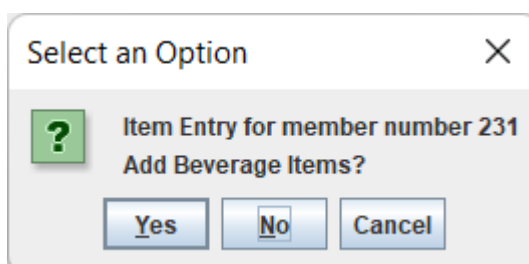 Select an Option
Item Entry for member number 231
Add Beverage Items?
Yes No Cancel